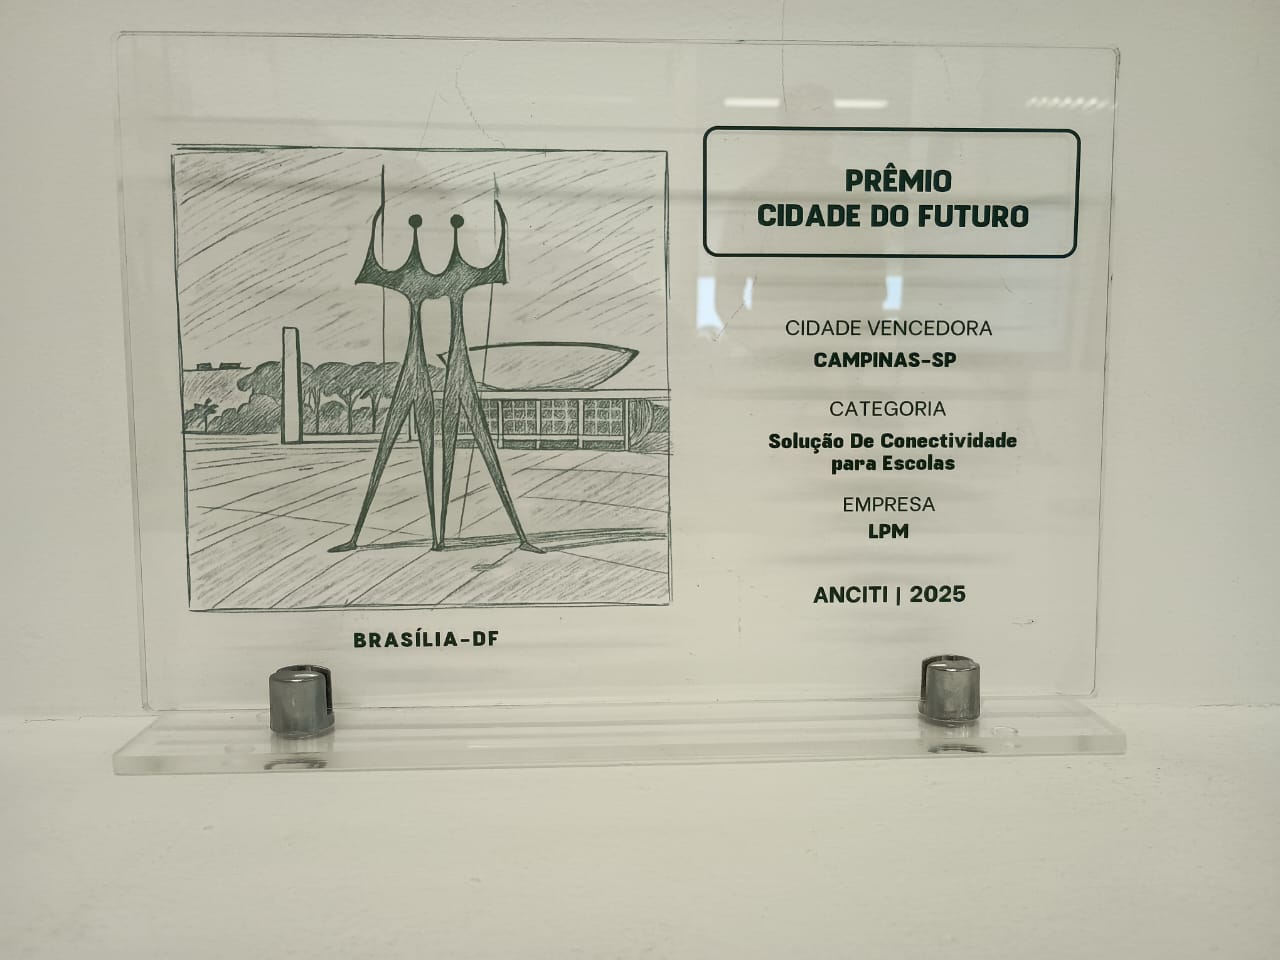 PRÊMIO
CIDADE DO FUTURO
CIDADE VENCEDORA
CAMPINAS-SP
CATEGORIA
Solução De Conectividade
para Escolas
EMPRESA
LPM
ANCITI | 2025
BRASÍLIA-DF